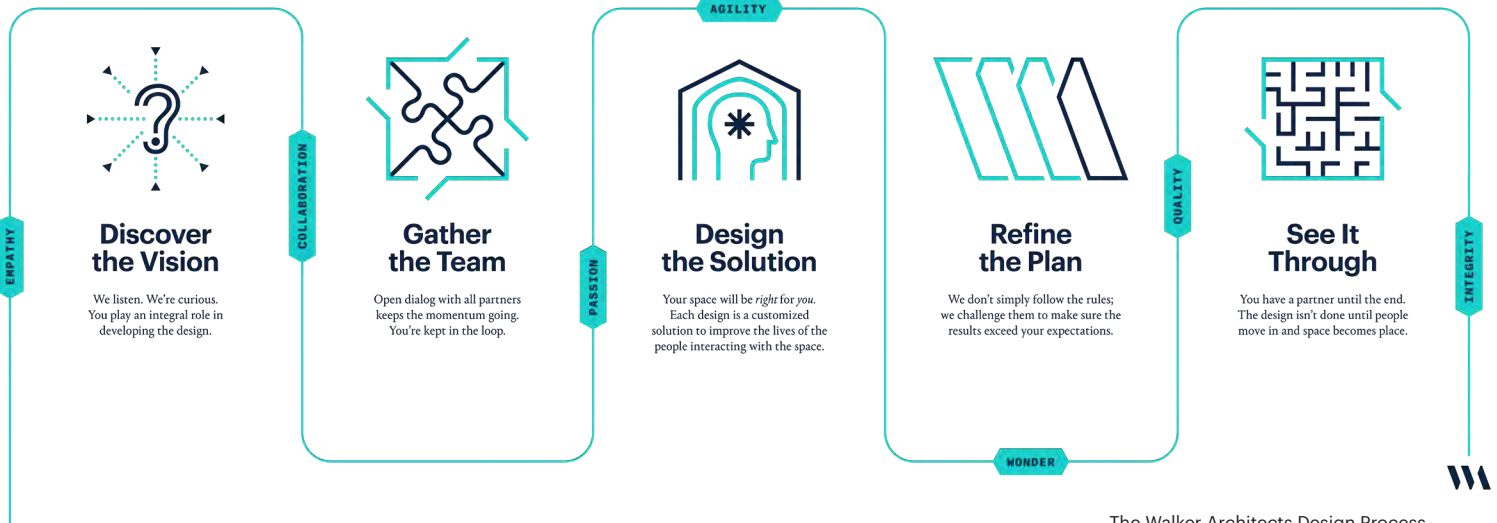 EMPATHY
Discover
the Vision
We listen. We’re curious.
You play an integral role in
developing the design.
COLLABORATION
Gather
the Team
Open dialog with all partners
keeps the momentum going.
You’re kept in the loop.
PASSION
AGILITY
Design
the Solution
Your space will be right for you.
Each design is a customized
solution to improve the lives of the
people interacting with the space.
Refine
the Plan
We don’t simply follow the rules;
we challenge them to make sure the
results exceed your expectations.
WONDER
QUALITY
See It
Through
You have a partner until the end.
The design isn’t done until people
move in and space becomes place.
INTEGRITY
The Walker Architects Design Process